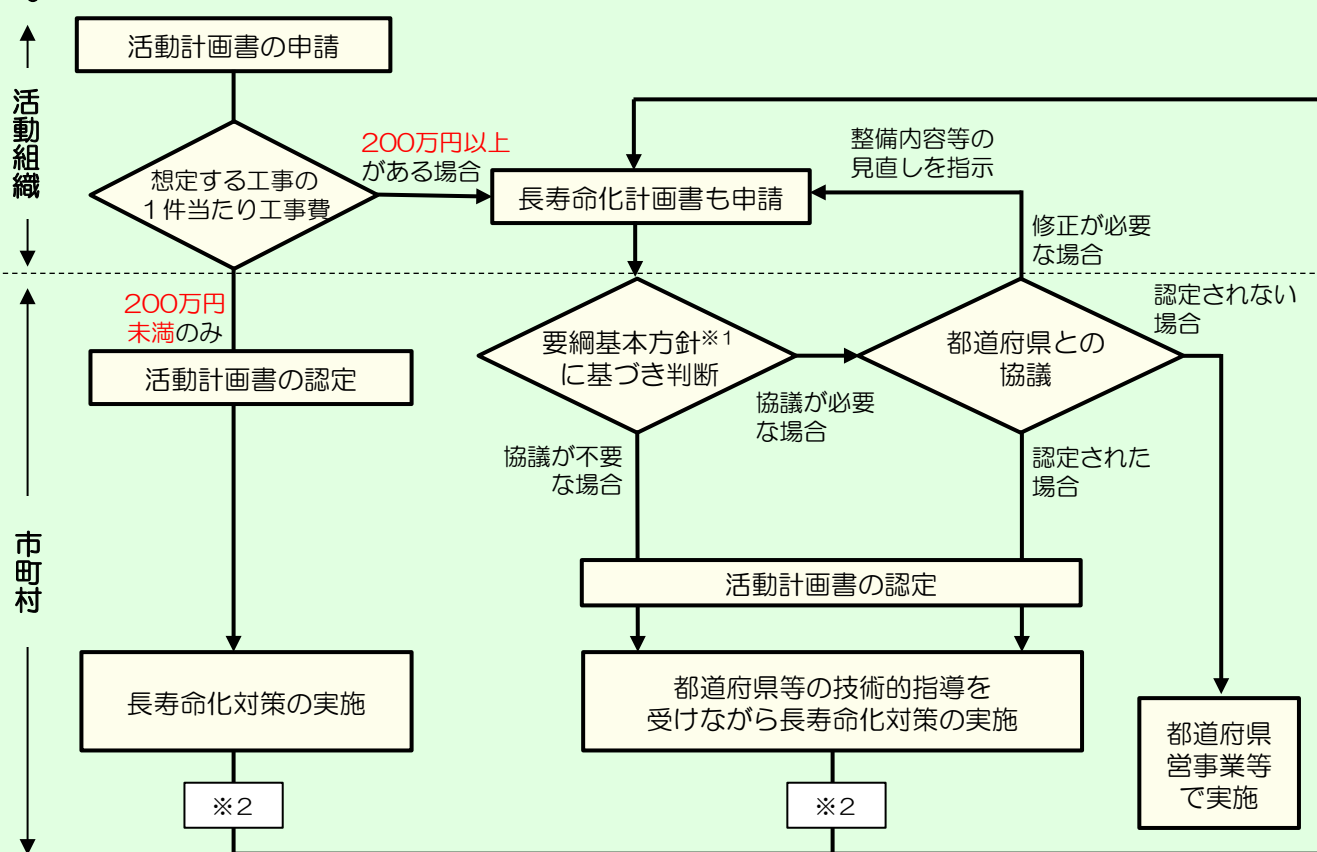 活動計画書の申請
活動組織
想定する工事の
1件当たり工事費
200万円以上
がある場合
長寿命化計画書も申請
整備内容等の
見直しを指示
修正が必要
な場合
200万円
未満のみ
活動計画書の認定
要綱基本方針※1
に基づき判断
協議が必要
な場合
都道府県との
協議
認定されない
場合
協議が不要
な場合
認定された
場合
市町村
活動計画書の認定
長寿命化対策の実施
都道府県等の技術的指導を
受けながら長寿命化対策の実施
都道府県
営事業等
で実施
※2
※2